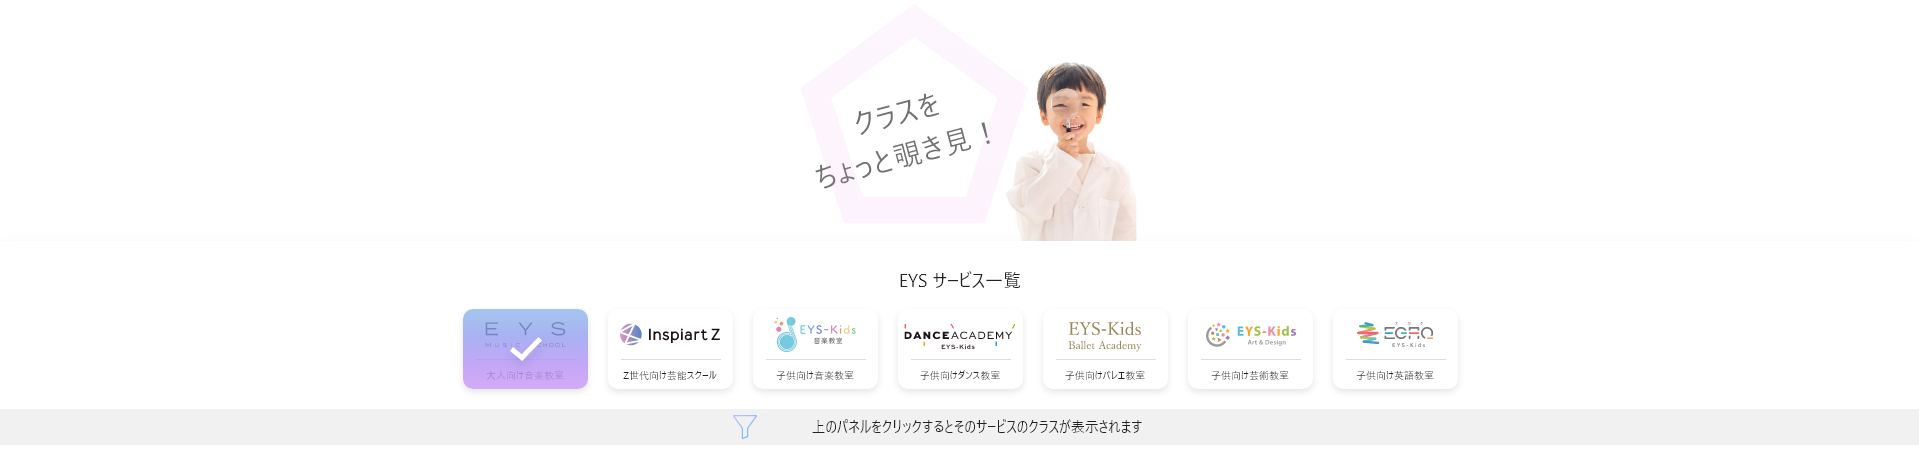 クラスを
ちょっと覗き見！
EYS サービス一覧
EYS
MUSIC SCHOOL
大人向け音楽教室
Inspiart Z
Z世代向け芸能スクール
EYS-Kids
音楽教室
子供向け音楽教室
DANCE ACADEMY
EYS-Kids
子供向けダンス教室
EYS-Kids
Ballet Academy
子供向けバレエ教室
EYS-Kids
Art & Design
子供向け芸術教室
EYS-Kids
子供向け英語教室
上のパネルをクリックするとそのサービスのクラスが表示されます